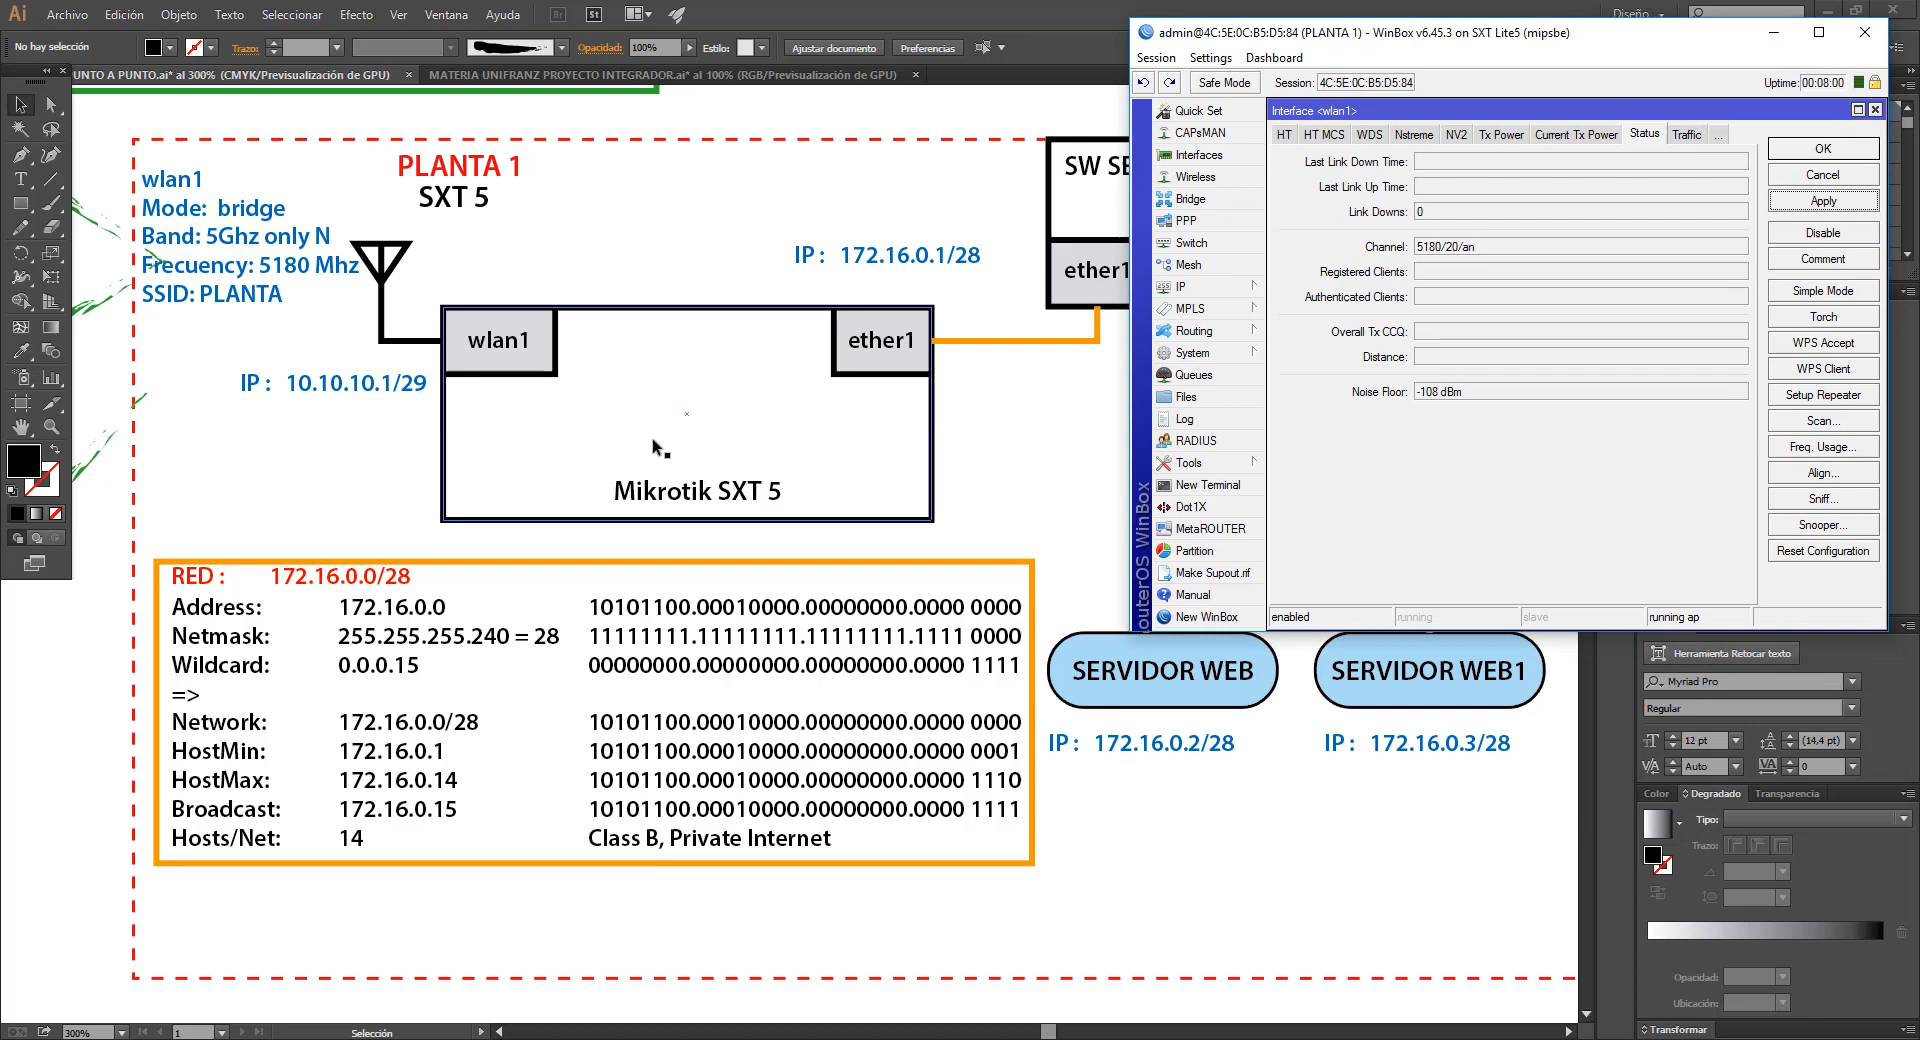 Ai Archivo Edición Objeto Texto Seleccionar Efecto Ver Ventana Ayuda Br St Diseño
No hay selección Trazo: Opacidad: 100% Estilo: Ajustar documento Preferencias
UNTO A PUNTO.ai* al 300% (CMYK/Previsualización de GPU) × MATERIA UNIFRANZ PROYECTO INTEGRADOR.ai* al 100% (RGB/Previsualización de GPU) ×
PLANTA 1
SXT 5
wlan1
Mode: bridge
Band: 5Ghz only N
Frecuency: 5180 Mhz
SSID: PLANTA
IP : 172.16.0.1/28
SW SE
ether1
wlan1
ether1
IP : 10.10.10.1/29
Mikrotik SXT 5
RED : 172.16.0.0/28
Address: 172.16.0.0 10101100.00010000.00000000.0000 0000
Netmask: 255.255.255.240 = 28 11111111.11111111.11111111.1111 0000
Wildcard: 0.0.0.15 00000000.00000000.00000000.0000 1111
=>
Network: 172.16.0.0/28 10101100.00010000.00000000.0000 0000
HostMin: 172.16.0.1 10101100.00010000.00000000.0000 0001
HostMax: 172.16.0.14 10101100.00010000.00000000.0000 1110
Broadcast: 172.16.0.15 10101100.00010000.00000000.0000 1111
Hosts/Net: 14 Class B, Private Internet
SERVIDOR WEB
IP : 172.16.0.2/28
SERVIDOR WEB1
IP : 172.16.0.3/28
admin@4C:5E:0C:B5:D5:84 (PLANTA 1) - WinBox v6.45.3 on SXT Lite5 (mipsbe)
Session Settings Dashboard
Safe Mode Session: 4C:5E:0C:B5:D5:84 Uptime: 00:08:00
Quick Set
CAPsMAN
Interfaces
Wireless
Bridge
PPP
Switch
Mesh
IP
MPLS
Routing
System
Queues
Files
Log
RADIUS
Tools
New Terminal
Dot1X
MetaROUTER
Partition
Make Supout.rif
Manual
New WinBox
outerOS WinBox
Interface <wlan1>
HT HT MCS WDS Nstreme NV2 Tx Power Current Tx Power Status Traffic ...
Last Link Down Time:
Last Link Up Time:
Link Downs: 0
Channel: 5180/20/an
Registered Clients:
Authenticated Clients:
Overall Tx CCQ:
Distance:
Noise Floor: -108 dBm
OK
Cancel
Apply
Disable
Comment
Simple Mode
Torch
WPS Accept
WPS Client
Setup Repeater
Scan...
Freq. Usage...
Align...
Sniff...
Snooper...
Reset Configuration
enabled running slave running ap
Herramienta Retocar texto
Myriad Pro
Regular
12 pt (14,4 pt)
Auto 0
Color Degradado Transparencia
Tipo:
Trazo:
Opacidad:
Ubicación:
Transformar
300% 1 Selección